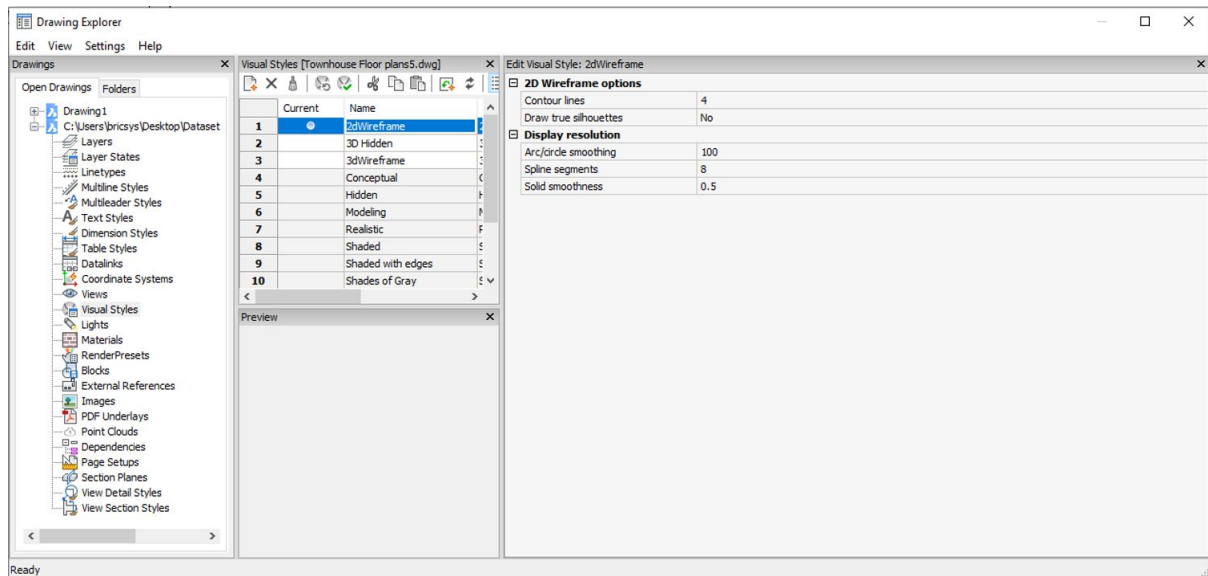 Drawing Explorer
Edit View Settings Help
Drawings
Open Drawings Folders
Drawing1
C:\Users\bricsys\Desktop\Dataset
Layers
Layer States
Linetypes
Multiline Styles
Multileader Styles
Text Styles
Dimension Styles
Table Styles
Datalinks
Coordinate Systems
Views
Visual Styles
Lights
Materials
RenderPresets
Blocks
External References
Images
PDF Underlays
Point Clouds
Dependencies
Page Setups
Section Planes
View Detail Styles
View Section Styles
Visual Styles [Townhouse Floor plans5.dwg]
Current Name
1 2dWireframe
2 3D Hidden
3 3dWireframe
4 Conceptual
5 Hidden
6 Modeling
7 Realistic
8 Shaded
9 Shaded with edges
10 Shades of Gray
Preview
Edit Visual Style: 2dWireframe
2D Wireframe options
Contour lines 4
Draw true silhouettes No
Display resolution
Arc/circle smoothing 100
Spline segments 8
Solid smoothness 0.5
Ready